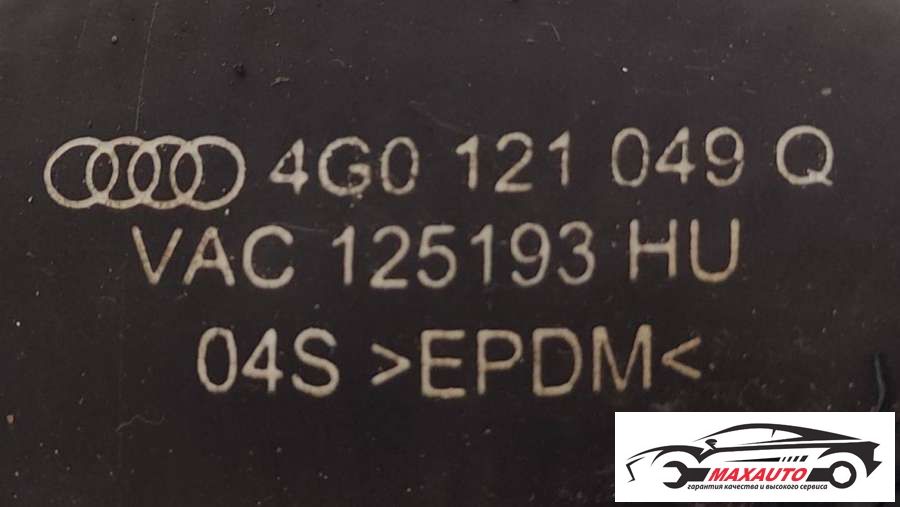 4G0 121 049 Q
VAC 125193 HU
04S >EPDM<
MAXAUTO
гарантия качества и высокого сервиса